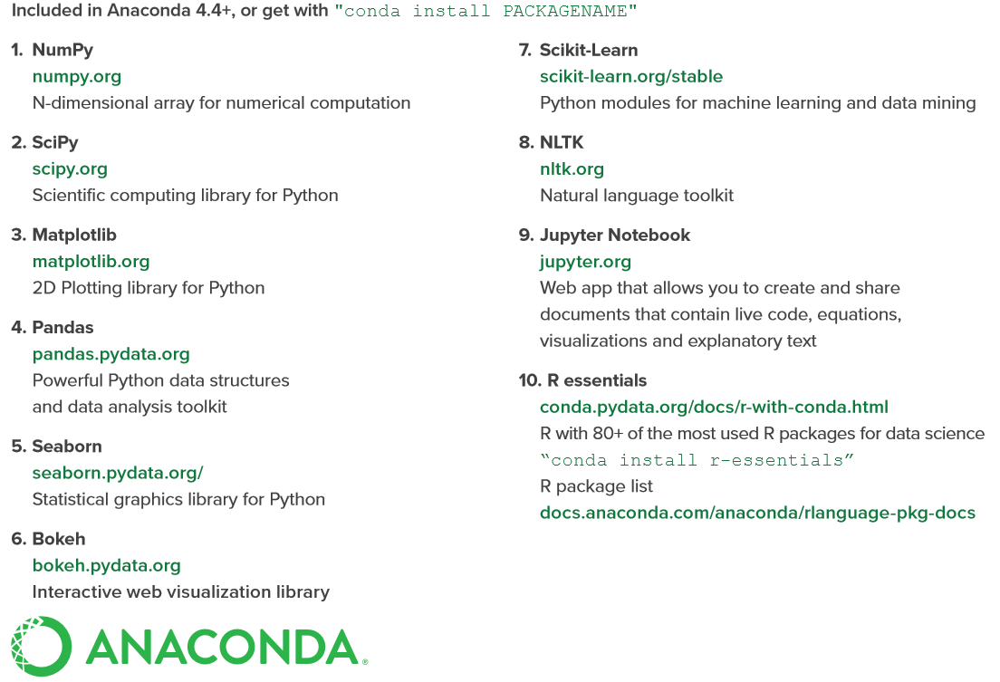 Included in Anaconda 4.4+, or get with "conda install PACKAGENAME"
1. NumPy
numpy.org
N-dimensional array for numerical computation
2. SciPy
scipy.org
Scientific computing library for Python
3. Matplotlib
matplotlib.org
2D Plotting library for Python
4. Pandas
pandas.pydata.org
Powerful Python data structures
and data analysis toolkit
5. Seaborn
seaborn.pydata.org/
Statistical graphics library for Python
6. Bokeh
bokeh.pydata.org
Interactive web visualization library
7. Scikit-Learn
scikit-learn.org/stable
Python modules for machine learning and data mining
8. NLTK
nltk.org
Natural language toolkit
9. Jupyter Notebook
jupyter.org
Web app that allows you to create and share
documents that contain live code, equations,
visualizations and explanatory text
10. R essentials
conda.pydata.org/docs/r-with-conda.html
R with 80+ of the most used R packages for data science
“conda install r-essentials”
R package list
docs.anaconda.com/anaconda/rlanguage-pkg-docs
ANACONDA®